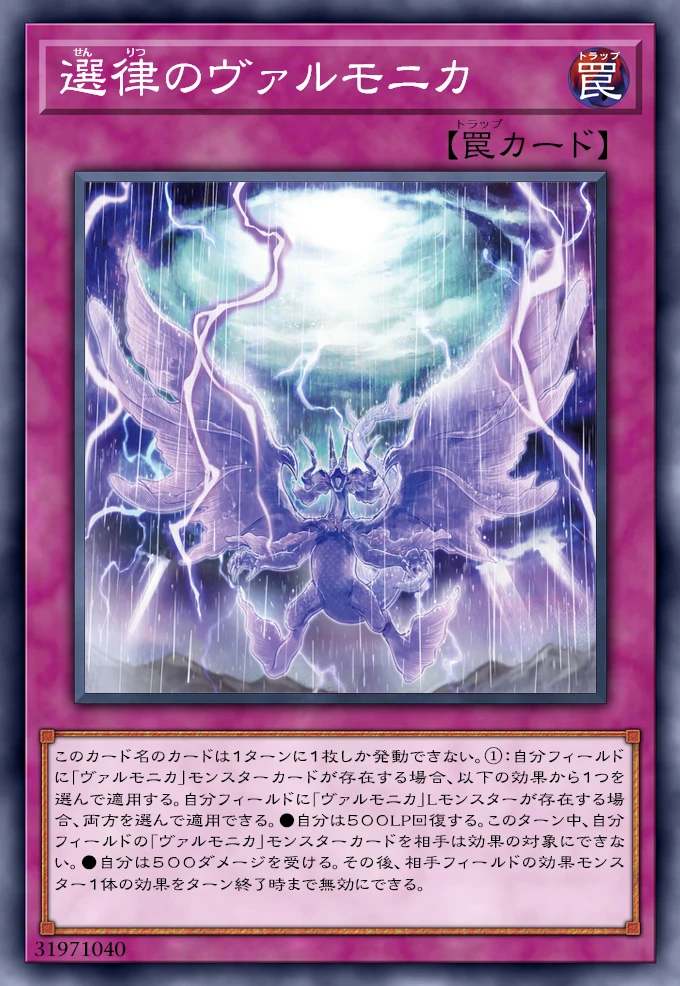 せん りつ
選律のヴァルモニカ
トラップ
罠
トラップ
【罠カード】
このカード名のカードは１ターンに１枚しか発動できない。①：自分フィールド
に「ヴァルモニカ」モンスターカードが存在する場合、以下の効果から１つを
選んで適用する。自分フィールドに「ヴァルモニカ」Lモンスターが存在する場
合、両方を選んで適用できる。●自分は５００LP回復する。このターン中、自分
フィールドの「ヴァルモニカ」モンスターカードを相手は効果の対象にできな
い。●自分は５００ダメージを受ける。その後、相手フィールドの効果モンス
ター１体の効果をターン終了時まで無効にできる。
31971040